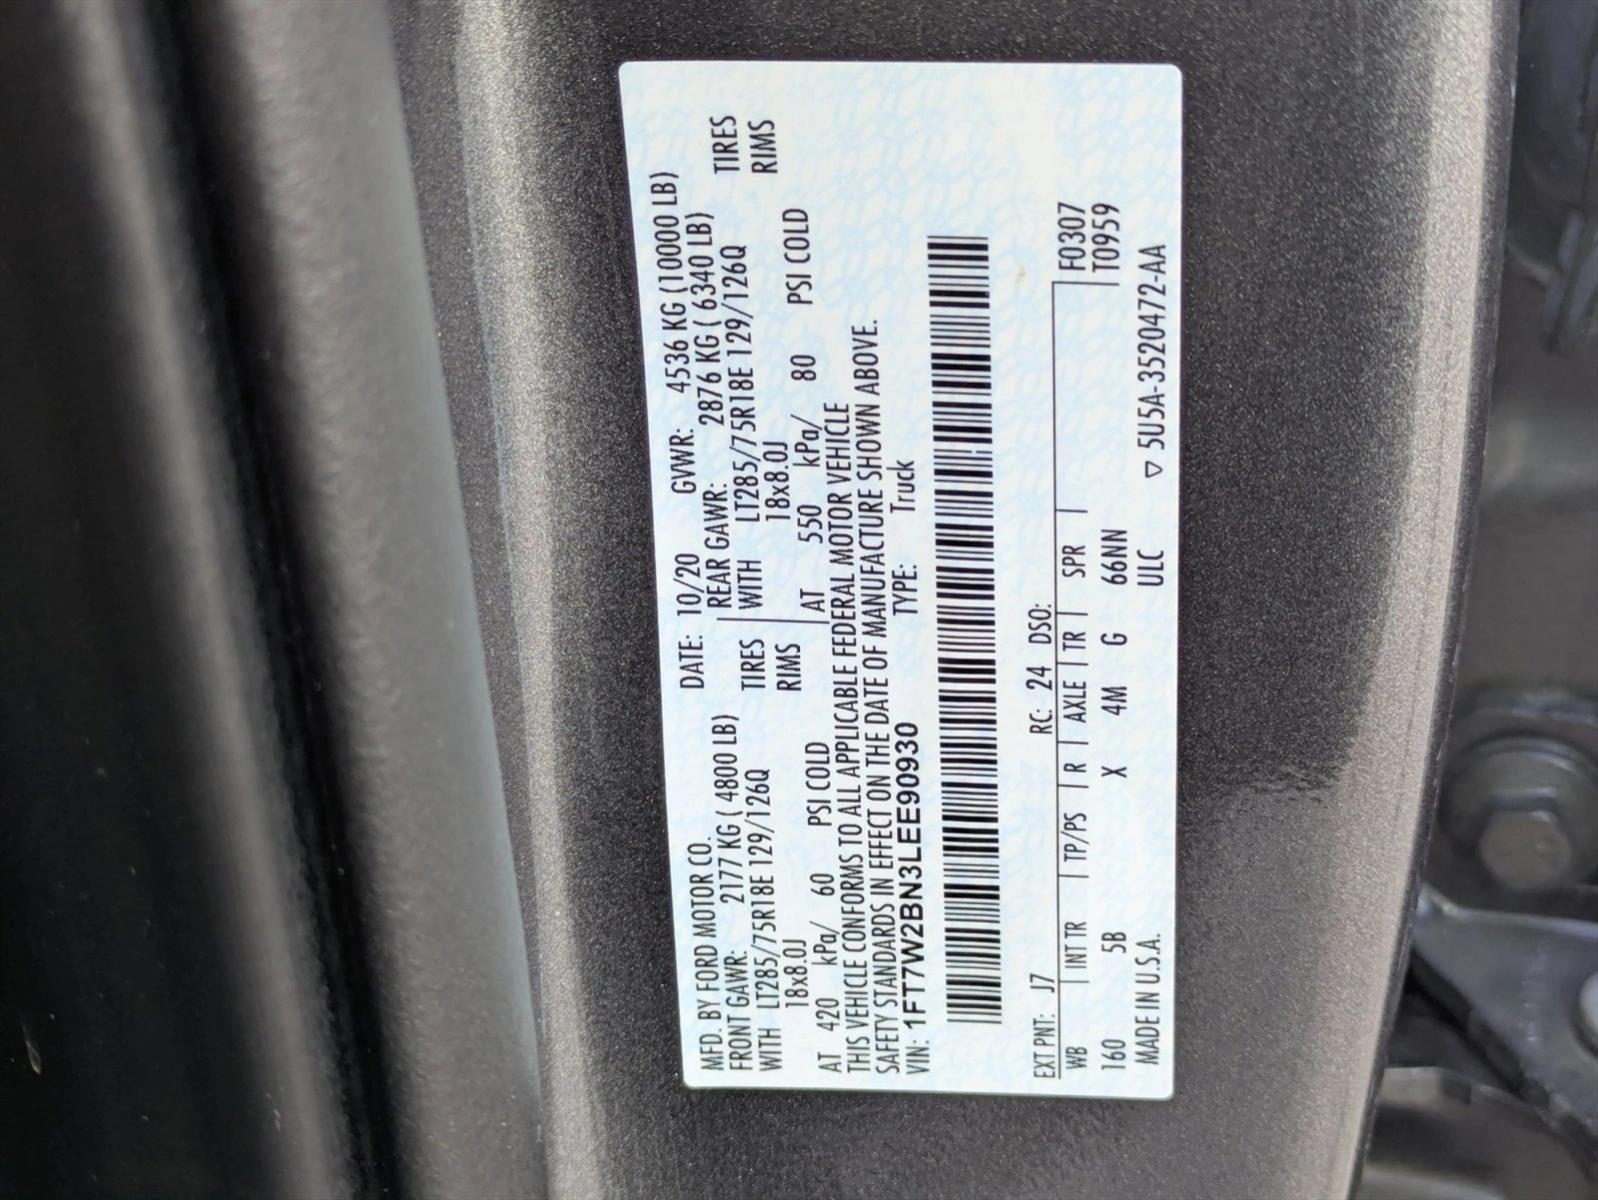 MFD. BY FORD MOTOR CO. DATE: 10/20 GVWR: 4536 KG (10000 LB)
FRONT GAWR: 2177 KG ( 4800 LB) REAR GAWR: 2876 KG ( 6340 LB)
WITH LT285/75R18E 129/126Q TIRES WITH LT285/75R18E 129/126Q TIRES
18x8.0J RIMS 18x8.0J RIMS
AT 420 kPa/ 60 PSI COLD AT 550 kPa/ 80 PSI COLD
THIS VEHICLE CONFORMS TO ALL APPLICABLE FEDERAL MOTOR VEHICLE
SAFETY STANDARDS IN EFFECT ON THE DATE OF MANUFACTURE SHOWN ABOVE.
VIN: 1FT7W2BN3LEE90930 TYPE: Truck
EXT PNT: J7 RC: 24 DSO:
WB INT TR TP/PS R AXLE TR SPR F0307
160 5B X 4M G 66NN T0959
MADE IN U.S.A. ULC ▽ 5U5A-3520472-AA